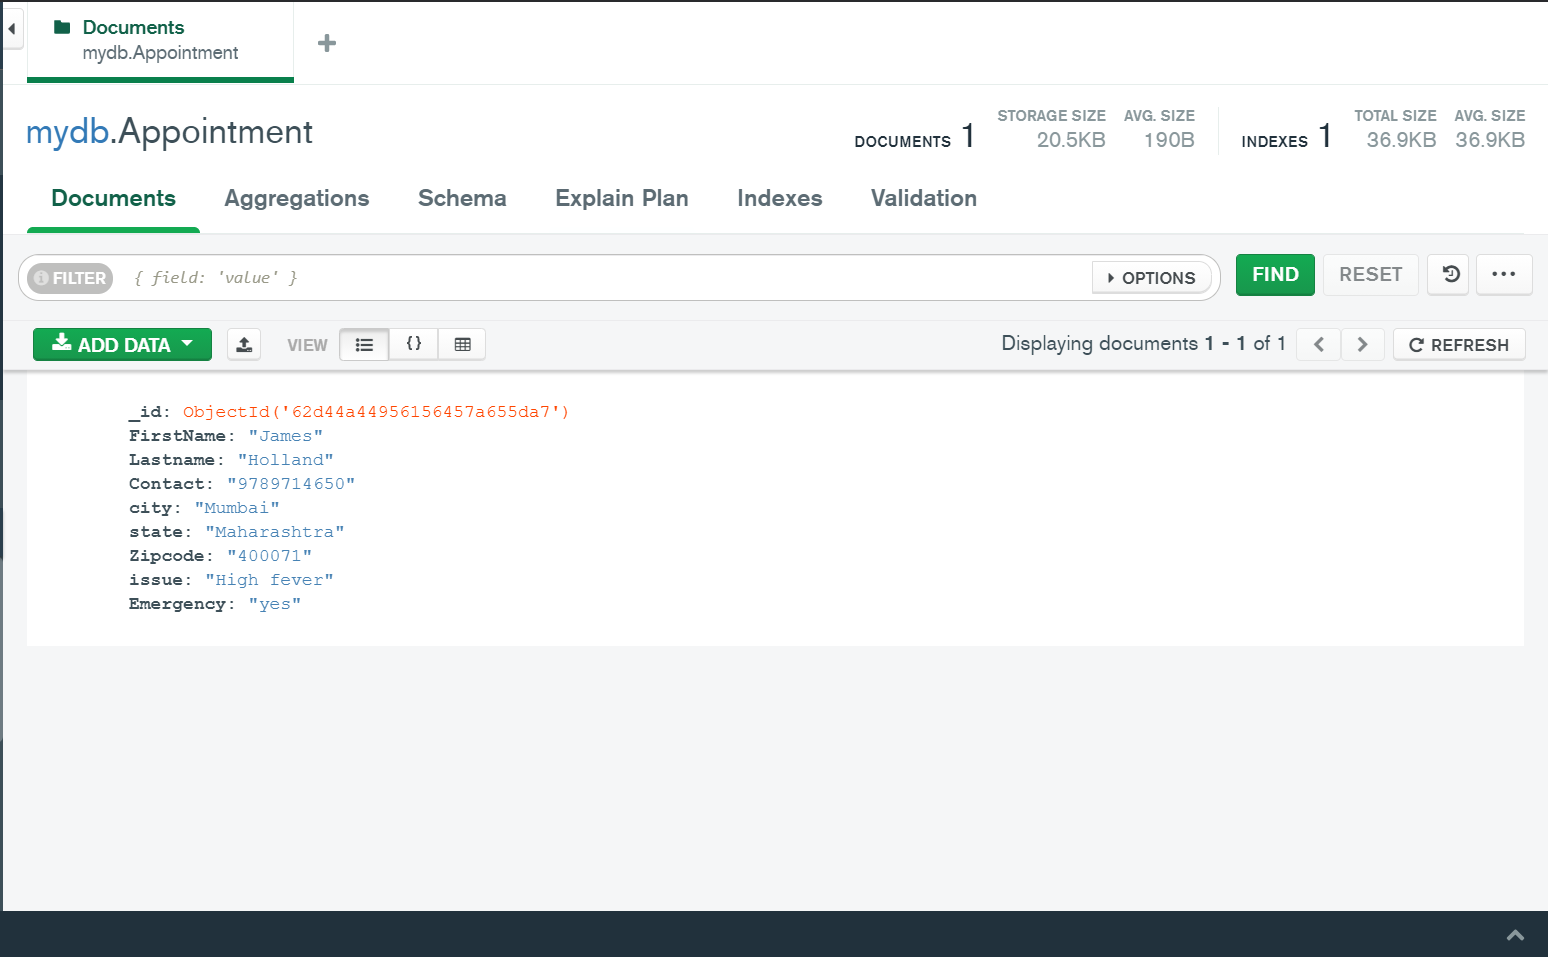 Documents
mydb.Appointment
mydb.Appointment
DOCUMENTS 1
STORAGE SIZE
20.5KB
AVG. SIZE
190B
INDEXES 1
TOTAL SIZE
36.9KB
AVG. SIZE
36.9KB
Documents Aggregations Schema Explain Plan Indexes Validation
FILTER { field: 'value' } OPTIONS FIND RESET
ADD DATA VIEW { } Displaying documents 1 - 1 of 1 REFRESH
_id: ObjectId('62d44a44956156457a655da7')
FirstName: "James"
Lastname: "Holland"
Contact: "9789714650"
city: "Mumbai"
state: "Maharashtra"
Zipcode: "400071"
issue: "High fever"
Emergency: "yes"